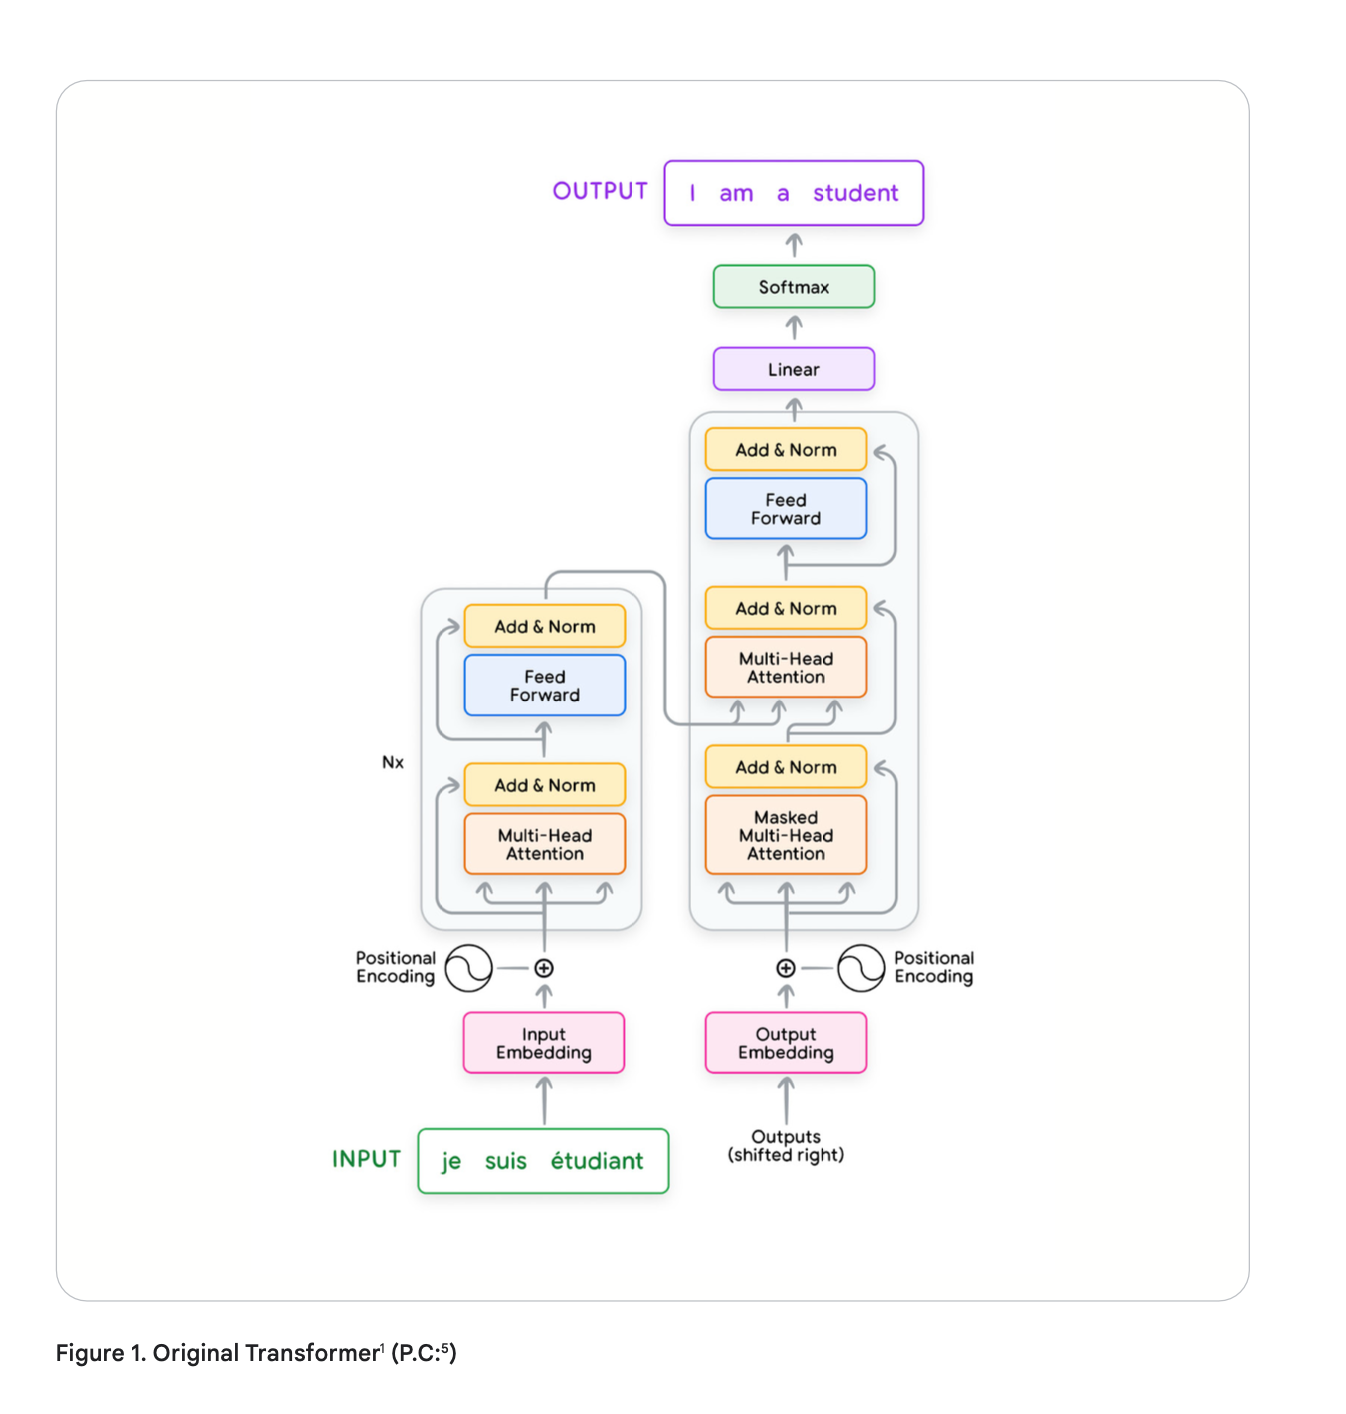 OUTPUT
I am a student
Softmax
Linear
Add & Norm
Feed
Forward
Add & Norm
Multi-Head
Attention
Add & Norm
Masked
Multi-Head
Attention
Add & Norm
Feed
Forward
Nx
Add & Norm
Multi-Head
Attention
Positional
Encoding
Positional
Encoding
Input
Embedding
Output
Embedding
INPUT
je suis étudiant
Outputs
(shifted right)
Figure 1. Original Transformer¹ (P.C:⁵)